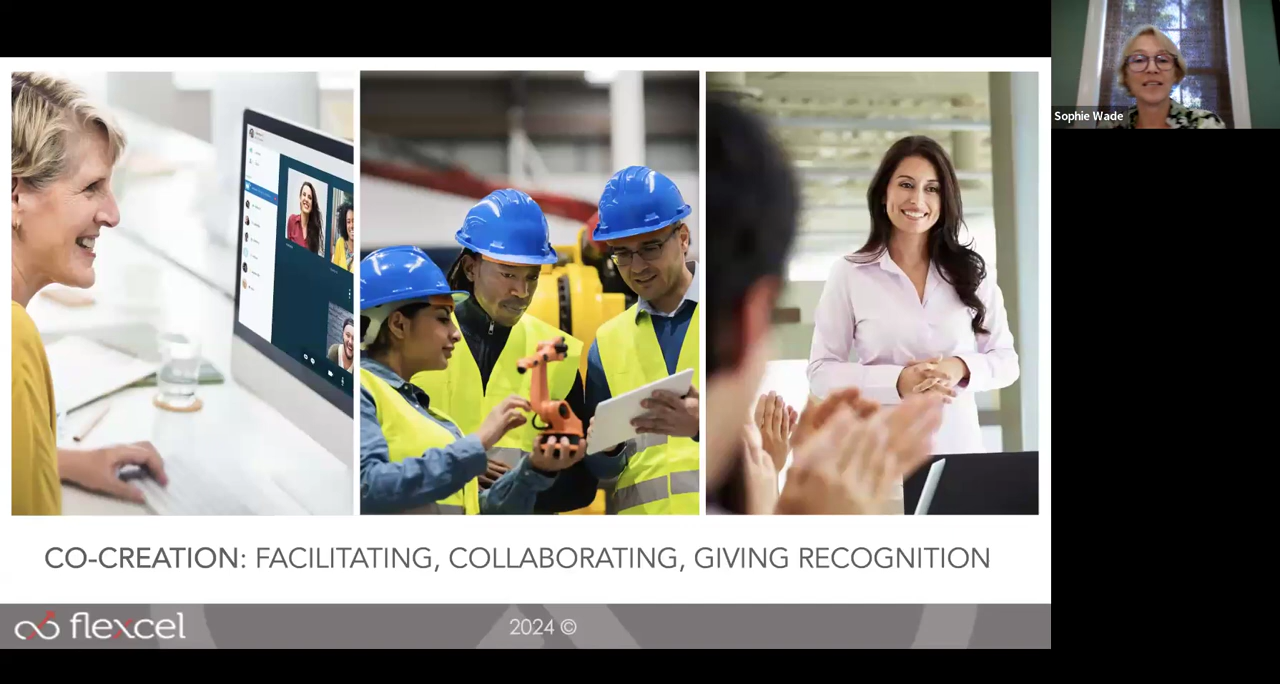 Sophie Wade
CO-CREATION: FACILITATING, COLLABORATING, GIVING RECOGNITION
flexcel
2024 ©